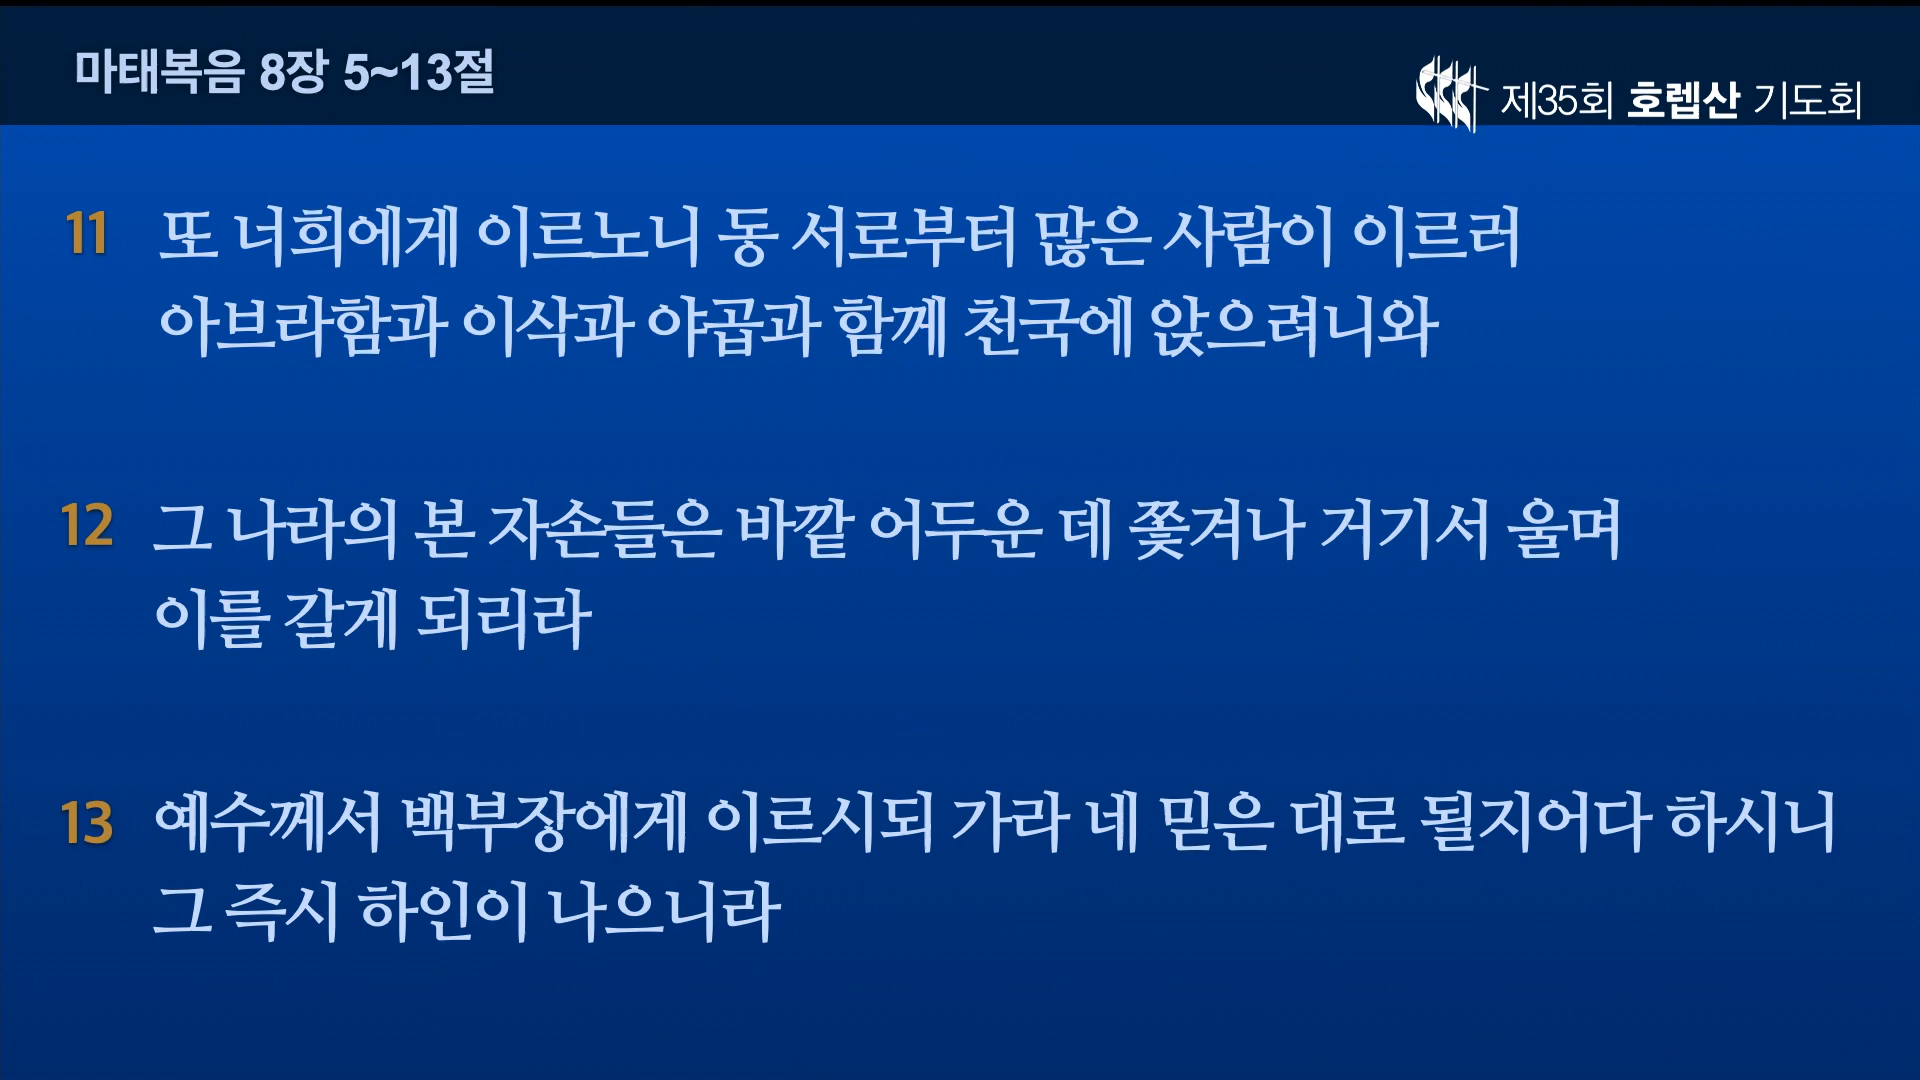 마태복음 8장 5~13절
제35회 호렙산 기도회
11 또 너희에게 이르노니 동 서로부터 많은 사람이 이르러
아브라함과 이삭과 야곱과 함께 천국에 앉으려니와
12 그 나라의 본 자손들은 바깥 어두운 데 쫓겨나 거기서 울며
이를 갈게 되리라
13 예수께서 백부장에게 이르시되 가라 네 믿은 대로 될지어다 하시니
그 즉시 하인이 나으니라